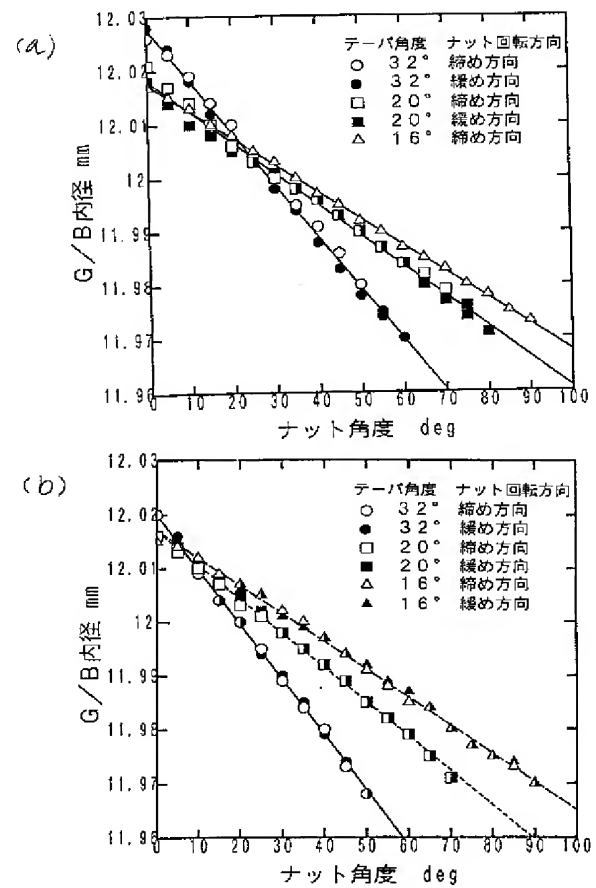 (a)
12.03
12.02
12.01
12
11.99
11.98
11.97
11.96
G/B内径 mm
テーパ角度 ナット回転方向
○ 32° 締め方向
● 32° 緩め方向
□ 20° 締め方向
■ 20° 緩め方向
△ 16° 締め方向
0 10 20 30 40 50 60 70 80 90 100
ナット角度 deg
(b)
12.03
12.02
12.01
12
11.99
11.98
11.97
11.96
G/B内径 mm
テーパ角度 ナット回転方向
○ 32° 締め方向
● 32° 緩め方向
□ 20° 締め方向
■ 20° 緩め方向
△ 16° 締め方向
▲ 16° 緩め方向
0 10 20 30 40 50 60 70 80 90 100
ナット角度 deg